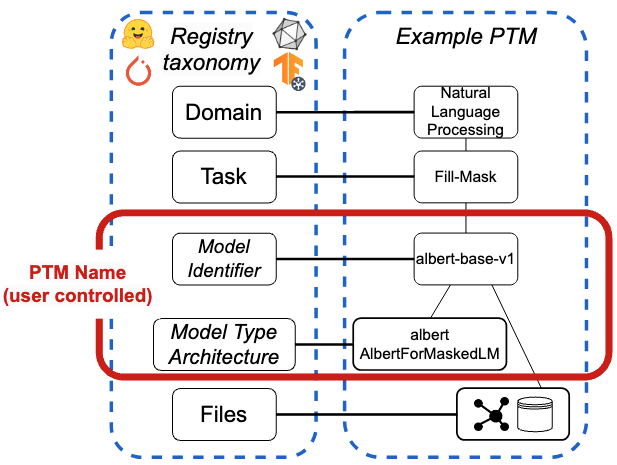 Registry
taxonomy
Example PTM
Domain
Natural
Language
Processing
Task
Fill-Mask
PTM Name
(user controlled)
Model
Identifier
albert-base-v1
Model Type
Architecture
albert
AlbertForMaskedLM
Files